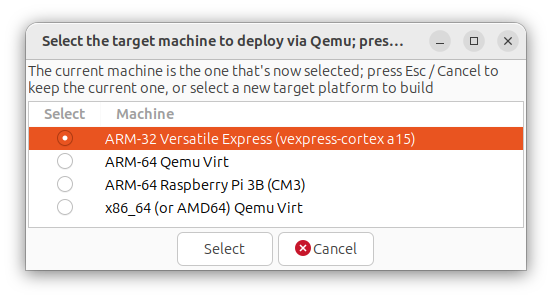 Select the target machine to deploy via Qemu; pres...
The current machine is the one that's now selected; press Esc / Cancel to
keep the current one, or select a new target platform to build
Select Machine
ARM-32 Versatile Express (vexpress-cortex a15)
ARM-64 Qemu Virt
ARM-64 Raspberry Pi 3B (CM3)
x86_64 (or AMD64) Qemu Virt
Select Cancel